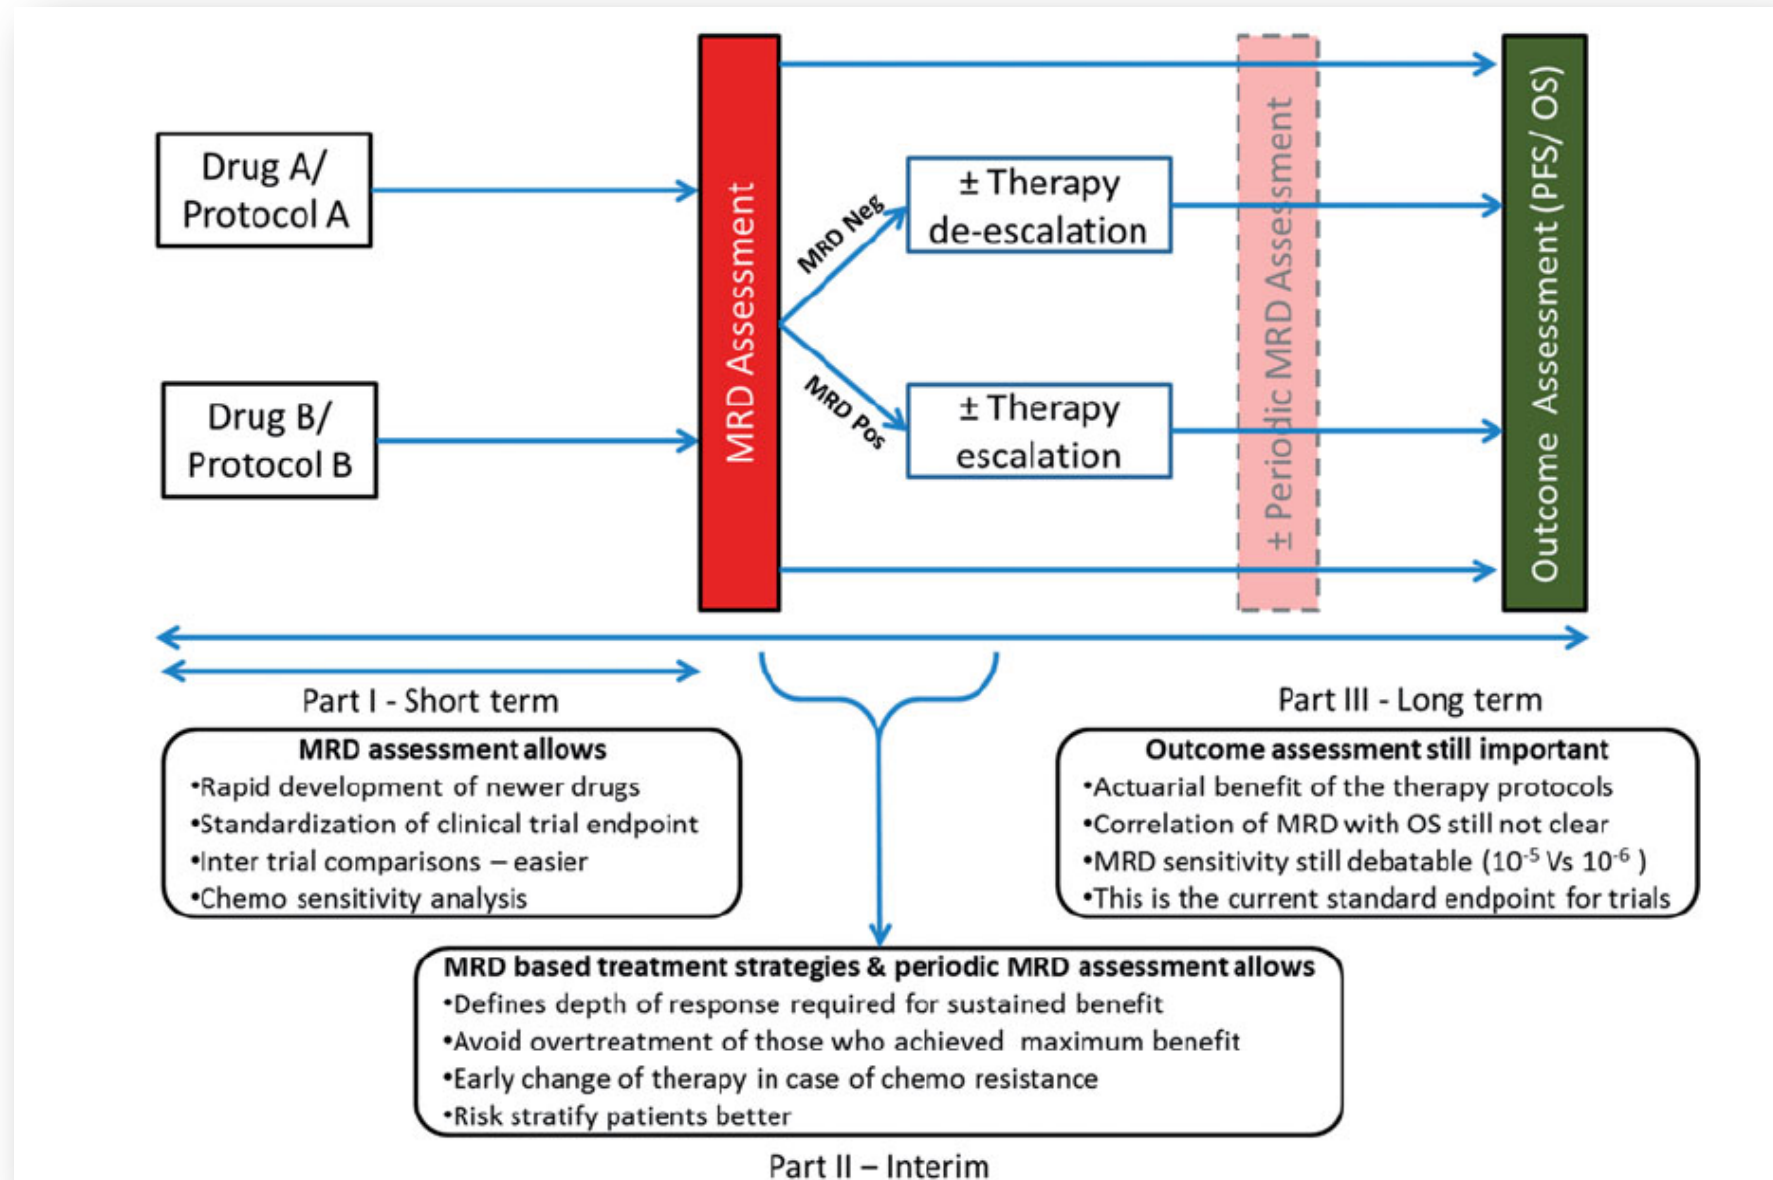 Drug A/
Protocol A
Drug B/
Protocol B
MRD Assessment
MRD Neg
MRD Pos
± Therapy
de-escalation
± Therapy
escalation
± Periodic MRD Assessment
Outcome Assessment (PFS/ OS)
Part I - Short term
MRD assessment allows
•Rapid development of newer drugs
•Standardization of clinical trial endpoint
•Inter trial comparisons – easier
•Chemo sensitivity analysis
Part III - Long term
Outcome assessment still important
•Actuarial benefit of the therapy protocols
•Correlation of MRD with OS still not clear
•MRD sensitivity still debatable (10⁻⁵ Vs 10⁻⁶ )
•This is the current standard endpoint for trials
MRD based treatment strategies & periodic MRD assessment allows
•Defines depth of response required for sustained benefit
•Avoid overtreatment of those who achieved maximum benefit
•Early change of therapy in case of chemo resistance
•Risk stratify patients better
Part II – Interim